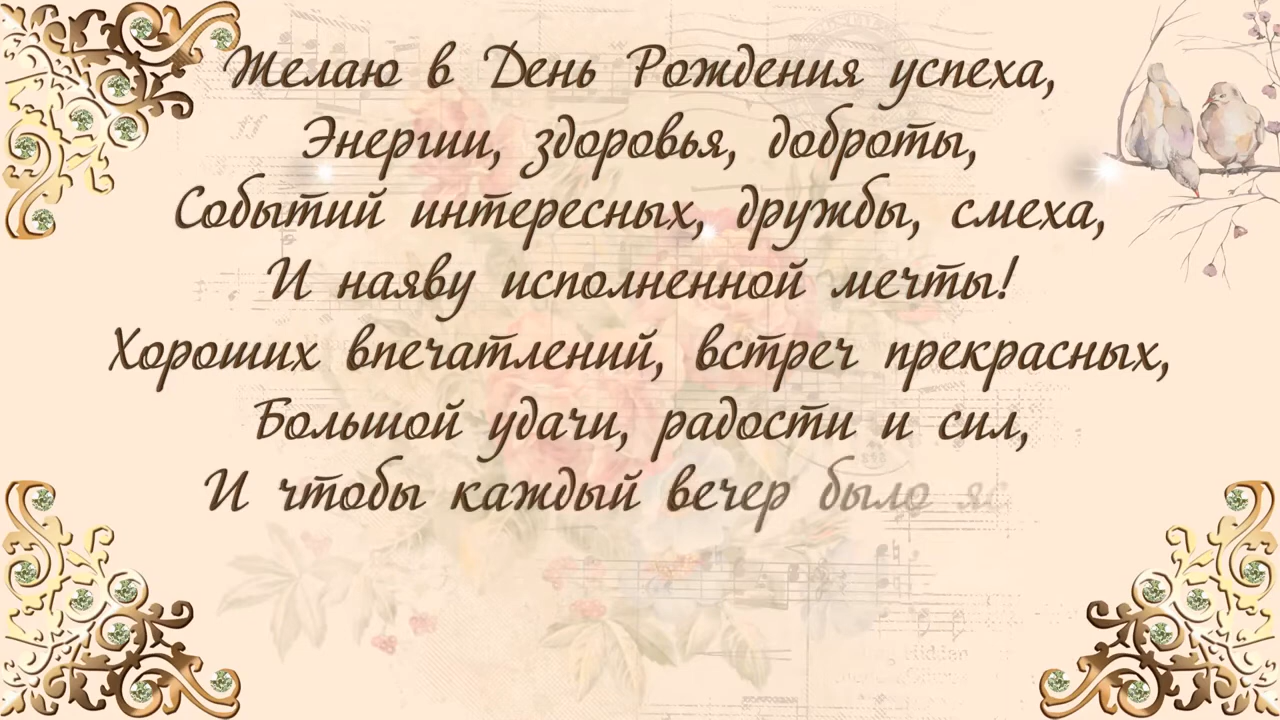 Желаю в День Рождения успеха,
Энергии, здоровья, доброты,
Событий интересных, дружбы, смеха,
И наяву исполненной мечты!
Хороших впечатлений, встреч прекрасных,
Большой удачи, радости и сил,
И чтобы каждый вечер было